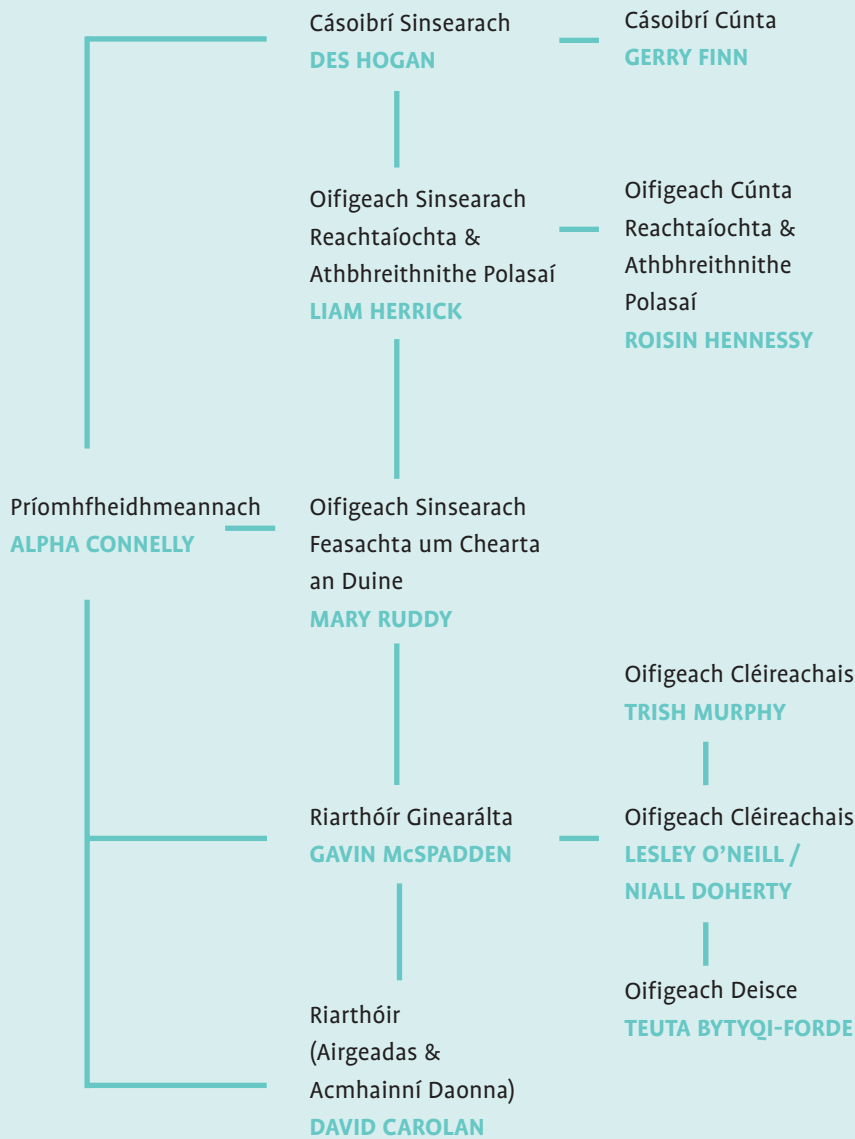 Cásoibrí Sinsearach
DES HOGAN
Cásoibrí Cúnta
GERRY FINN
Oifigeach Sinsearach
Reachtaíochta &
Athbhreithnithe Polasaí
LIAM HERRICK
Oifigeach Cúnta
Reachtaíochta &
Athbhreithnithe
Polasaí
ROISIN HENNESSY
Príomhfheidhmeannach
ALPHA CONNELLY
Oifigeach Sinsearach
Feasachta um Chearta
an Duine
MARY RUDDY
Oifigeach Cléireachais
TRISH MURPHY
Riarthóír Ginearálta
GAVIN McSPADDEN
Oifigeach Cléireachais
LESLEY O’NEILL /
NIALL DOHERTY
Oifigeach Deisce
TEUTA BYTYQI-FORDE
Riarthóir
(Airgeadas &
Acmhainní Daonna)
DAVID CAROLAN